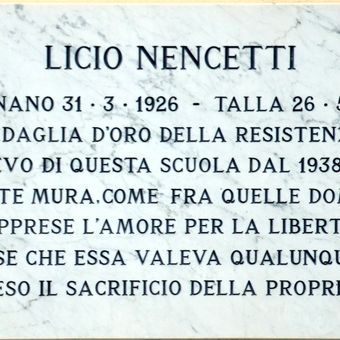 LICIO NENCETTI
NANO 31·3·1926 - TALLA 26·5
DAGLIA D'ORO DELLA RESISTENZ
EVO DI QUESTA SCUOLA DAL 1938
TE MURA, COME FRA QUELLE DO
PPRESE L'AMORE PER LA LIBERT
SE CHE ESSA VALEVA QUALUNQU
ESO IL SACRIFICIO DELLA PROPRI